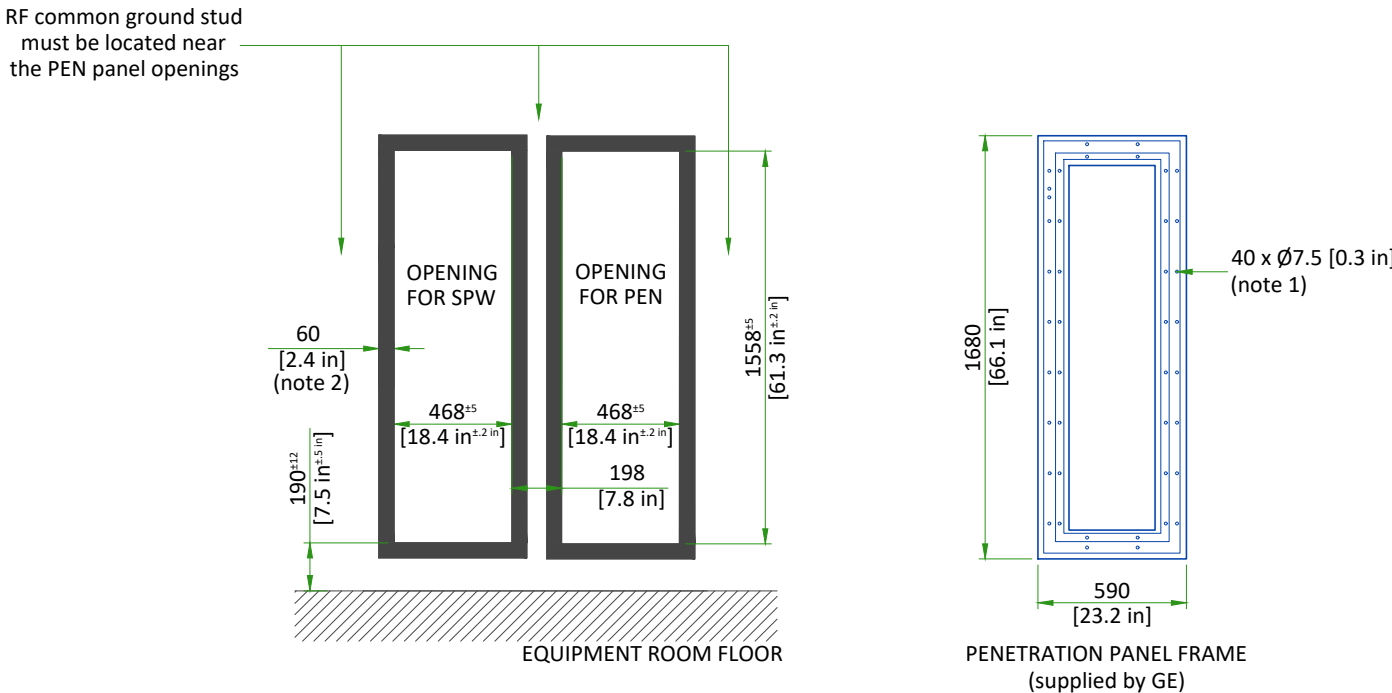 RF common ground stud
must be located near
the PEN panel openings
OPENING
FOR SPW
OPENING
FOR PEN
60
[2.4 in]
(note 2)
468±5
[18.4 in±.2 in]
468±5
[18.4 in±.2 in]
1558±5
[61.3 in±.2 in]
190±12
[7.5 in±.5 in]
198
[7.8 in]
EQUIPMENT ROOM FLOOR
1680
[66.1 in]
40 x Ø7.5 [0.3 in]
(note 1)
590
[23.2 in]
PENETRATION PANEL FRAME
(supplied by GE)